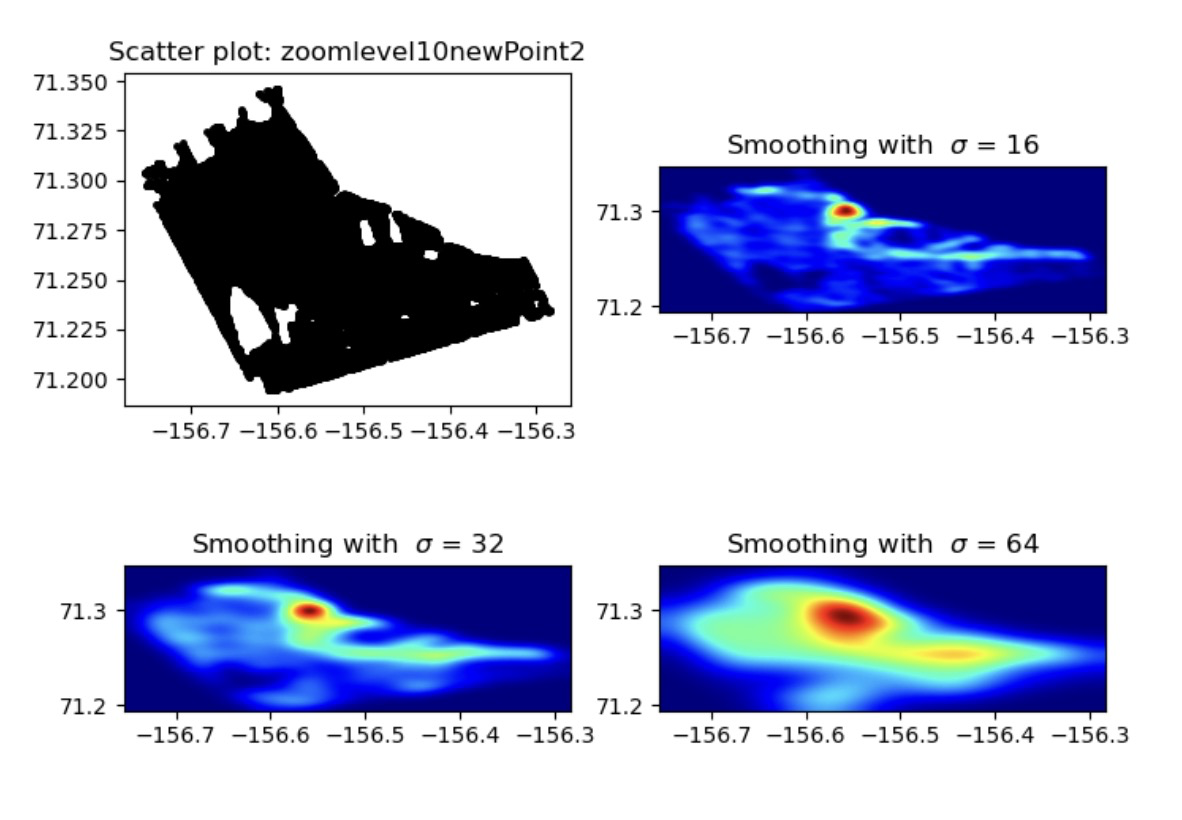 Scatter plot: zoomlevel10newPoint2
71.350
71.325
71.300
71.275
71.250
71.225
71.200
−156.7 −156.6 −156.5 −156.4 −156.3
Smoothing with σ = 16
71.3
71.2
−156.7 −156.6 −156.5 −156.4 −156.3
Smoothing with σ = 32
71.3
71.2
−156.7 −156.6 −156.5 −156.4 −156.3
Smoothing with σ = 64
71.3
71.2
−156.7 −156.6 −156.5 −156.4 −156.3